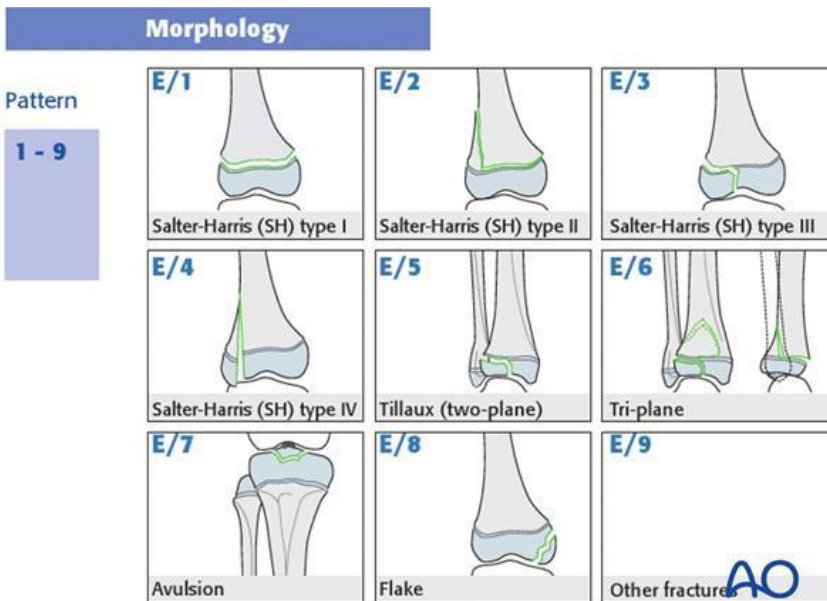 Morphology
Pattern
1 - 9
E/1
Salter-Harris (SH) type I
E/2
Salter-Harris (SH) type II
E/3
Salter-Harris (SH) type III
E/4
Salter-Harris (SH) type IV
E/5
Tillaux (two-plane)
E/6
Tri-plane
E/7
Avulsion
E/8
Flake
E/9
Other fractures
AO